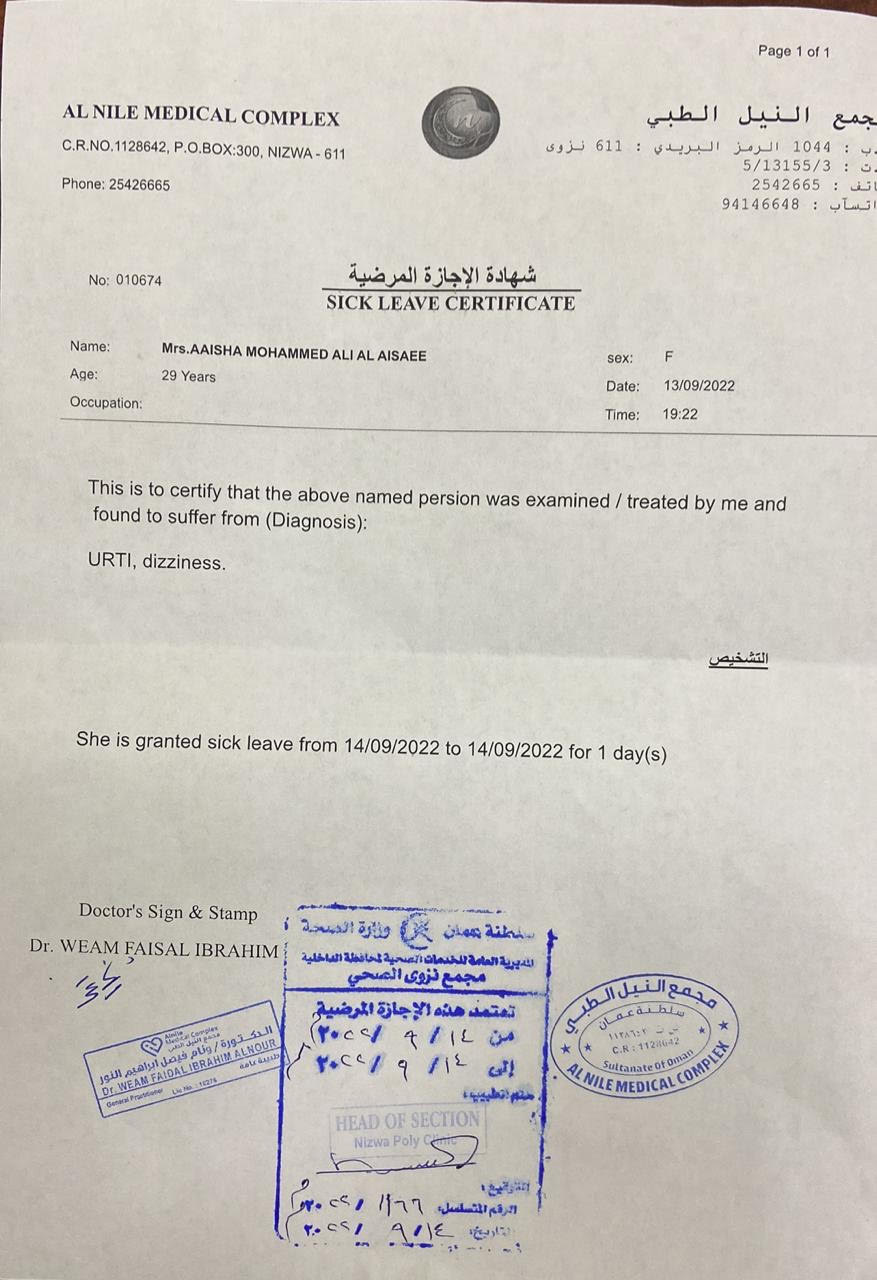 Page 1 of 1
AL NILE MEDICAL COMPLEX
C.R.NO.1128642, P.O.BOX:300, NIZWA - 611
Phone: 25426665
جمع النيل الطبي
ب : 1044 الرمز البريدي : 611 نزوى
ت : 5/13155/3
اتف : 2542665
اتسآب : 94146648
No: 010674
شهادة الإجازة المرضية
SICK LEAVE CERTIFICATE
Name: Mrs.AAISHA MOHAMMED ALI AL AISAEE
Age: 29 Years
Occupation:
sex: F
Date: 13/09/2022
Time: 19:22
This is to certify that the above named persion was examined / treated by me and
found to suffer from (Diagnosis):
URTI, dizziness.
التشخيص
She is granted sick leave from 14/09/2022 to 14/09/2022 for 1 day(s)
Doctor's Sign & Stamp
Dr. WEAM FAISAL IBRAHIM
Alnile
Medical Complex
مجمع النيل الطبي
الدكتورة / وئام فيصل ابراهيم النور
Dr. WEAM FAIDAL IBRAHIM ALNOUR
طبيبة عامة
General Practitioner Lic No.:
سلطنة عمان وزارة الصحة
المديرية العامة للخدمات الصحية لمحافظة الداخلية
مجمع نزوى الصحي
تعتمد هذه الإجازة المرضية
من ١٤ / ٩ / ٢٠٢٢
إلى ١٤ / ٩ / ٢٠٢٢
ختم الطبيب :
HEAD OF SECTION
Nizwa Poly Clinic
التوقيع :
الرقم المتسلسل: / ٢٠٢٢
التاريخ: ١٤ / ٩ / ٢٠٢٢
مجمع النيل الطبي
سلطنة عمان
C.R : 1128642
Sultanate of Oman
AL NILE MEDICAL COMPLEX